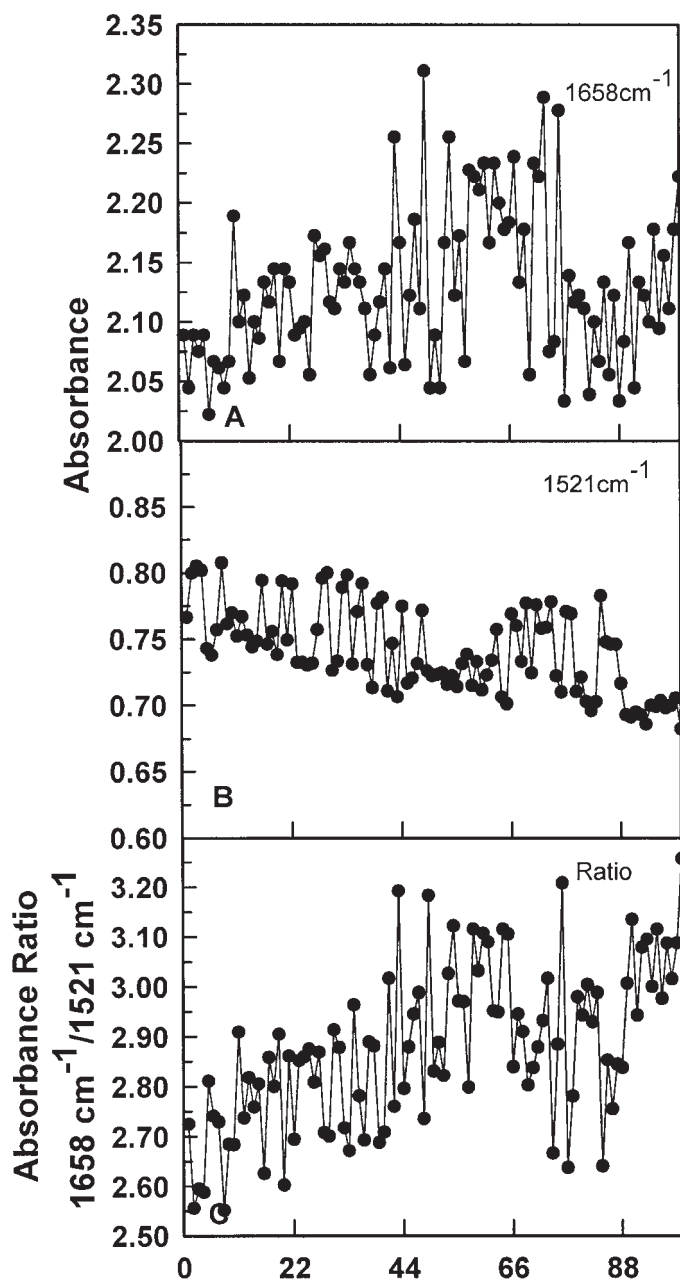 2.35
2.30
2.25
2.20
2.15
2.10
2.05
2.00
1658cm-1
A
Absorbance
0.85
0.80
0.75
0.70
0.65
0.60
1521cm-1
B
3.20
3.10
3.00
2.90
2.80
2.70
2.60
2.50
Ratio
C
Absorbance Ratio
1658 cm-1/1521 cm-1
0 22 44 66 88